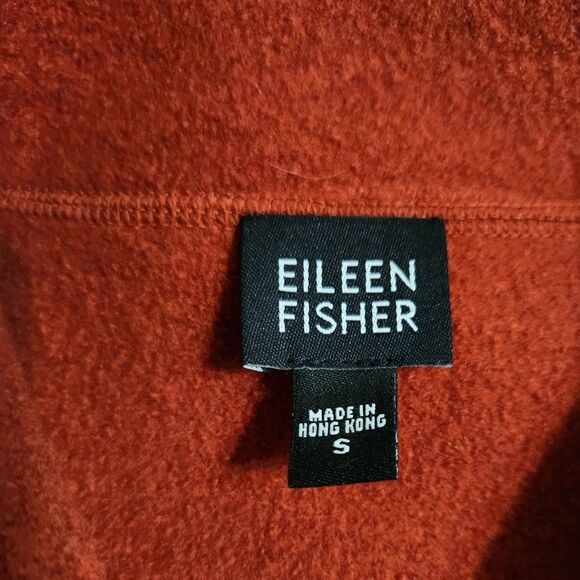 EILEEN
FISHER
MADE IN
HONG KONG
S